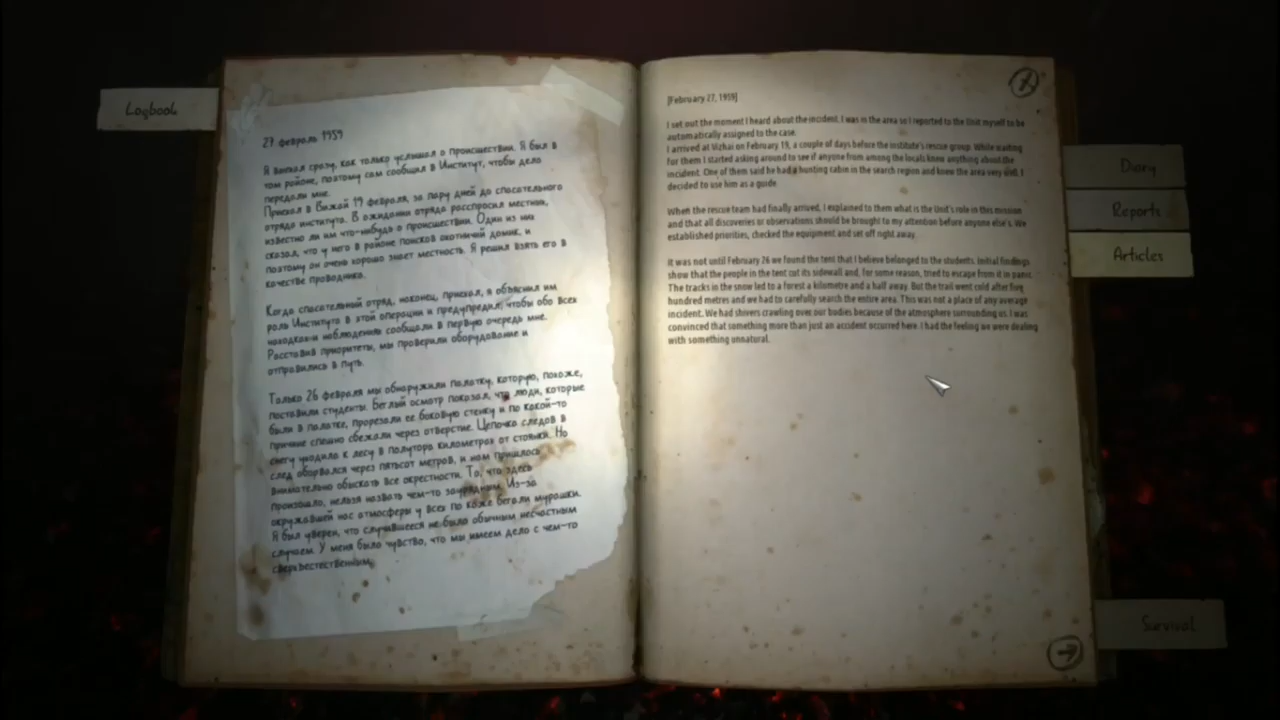 Logbook
27 февраль 1959
Я выехал сразу, как только услышал о происшествии. Я был в
том районе, поэтому сам сообщал в Институт, чтобы дело
передали мне.
Приехал в Вижай 19 февраля, за пару дней до спасательного
отряда института. В ожидании отряда расспросил местных,
известно ли им что-нибудь о происшествии. Один из них
сказал, что у него в районе поисков охотничий домик, и
поэтому он очень хорошо знает местность. Я решил взять его в
качестве проводника.
Когда спасательной отряд, наконец, приехал, я объяснил им
роль Института в этой операции и предупредил, чтобы обо всех
находках и наблюдениях сообщали в первую очередь мне.
Расставив приоритеты, мы проверили оборудование и
отправились в путь.
Только 26 февраля мы обнаружили палатку, которую, похоже,
поставили студенты. Беглый осмотр показал, что люди, которые
были в палатке, прорезали ее боковую стенку и по какой-то
причине спешно сбежали через отверстие. Цепочка следов в
снегу уходила к лесу в полутора километрах от стоянки. Но
след оборвался через пятьсот метров, и нам пришлось
внимательно обыскать все окрестности. То, что здесь
произошло, нельзя назвать чем-то заурядным. Из-за
окружавшей нас атмосферы у всех по коже бегали мурашки.
Я был уверен, что случившееся не было обычным несчастным
случаем. У меня было чувство, что мы имеем дело с чем-то
сверхъестественным.
[February 27, 1959]
I set out the moment I heard about the incident. I was in the area so I reported to the Unit myself to be
automatically assigned to the case.
I arrived at Vizhai on February 19, a couple of days before the institute's rescue group. While waiting
for them I started asking around to see if anyone from among the locals knew anything about the
incident. One of them said he had a hunting cabin in the search region and knew the area very well. I
decided to use him as a guide.
When the rescue team had finally arrived, I explained to them what is the Unit's role in this mission
and that all discoveries or observations should be brought to my attention before anyone else's. We
established priorities, checked the equipment and set off right away.
It was not until February 26 we found the tent that I believe belonged to the students. Initial findings
show that the people in the tent cut its sidewall and, for some reason, tried to escape from it in panic.
The tracks in the snow led to a forest a kilometre and a half away. But the trail went cold after five
hundred metres and we had to carefully search the entire area. This was not a place of any average
incident. We had shivers crawling over our bodies because of the atmosphere surrounding us. I was
convinced that something more than just an accident occurred here. I had the feeling we were dealing
with something unnatural.
Diary
Reports
Articles
Survival